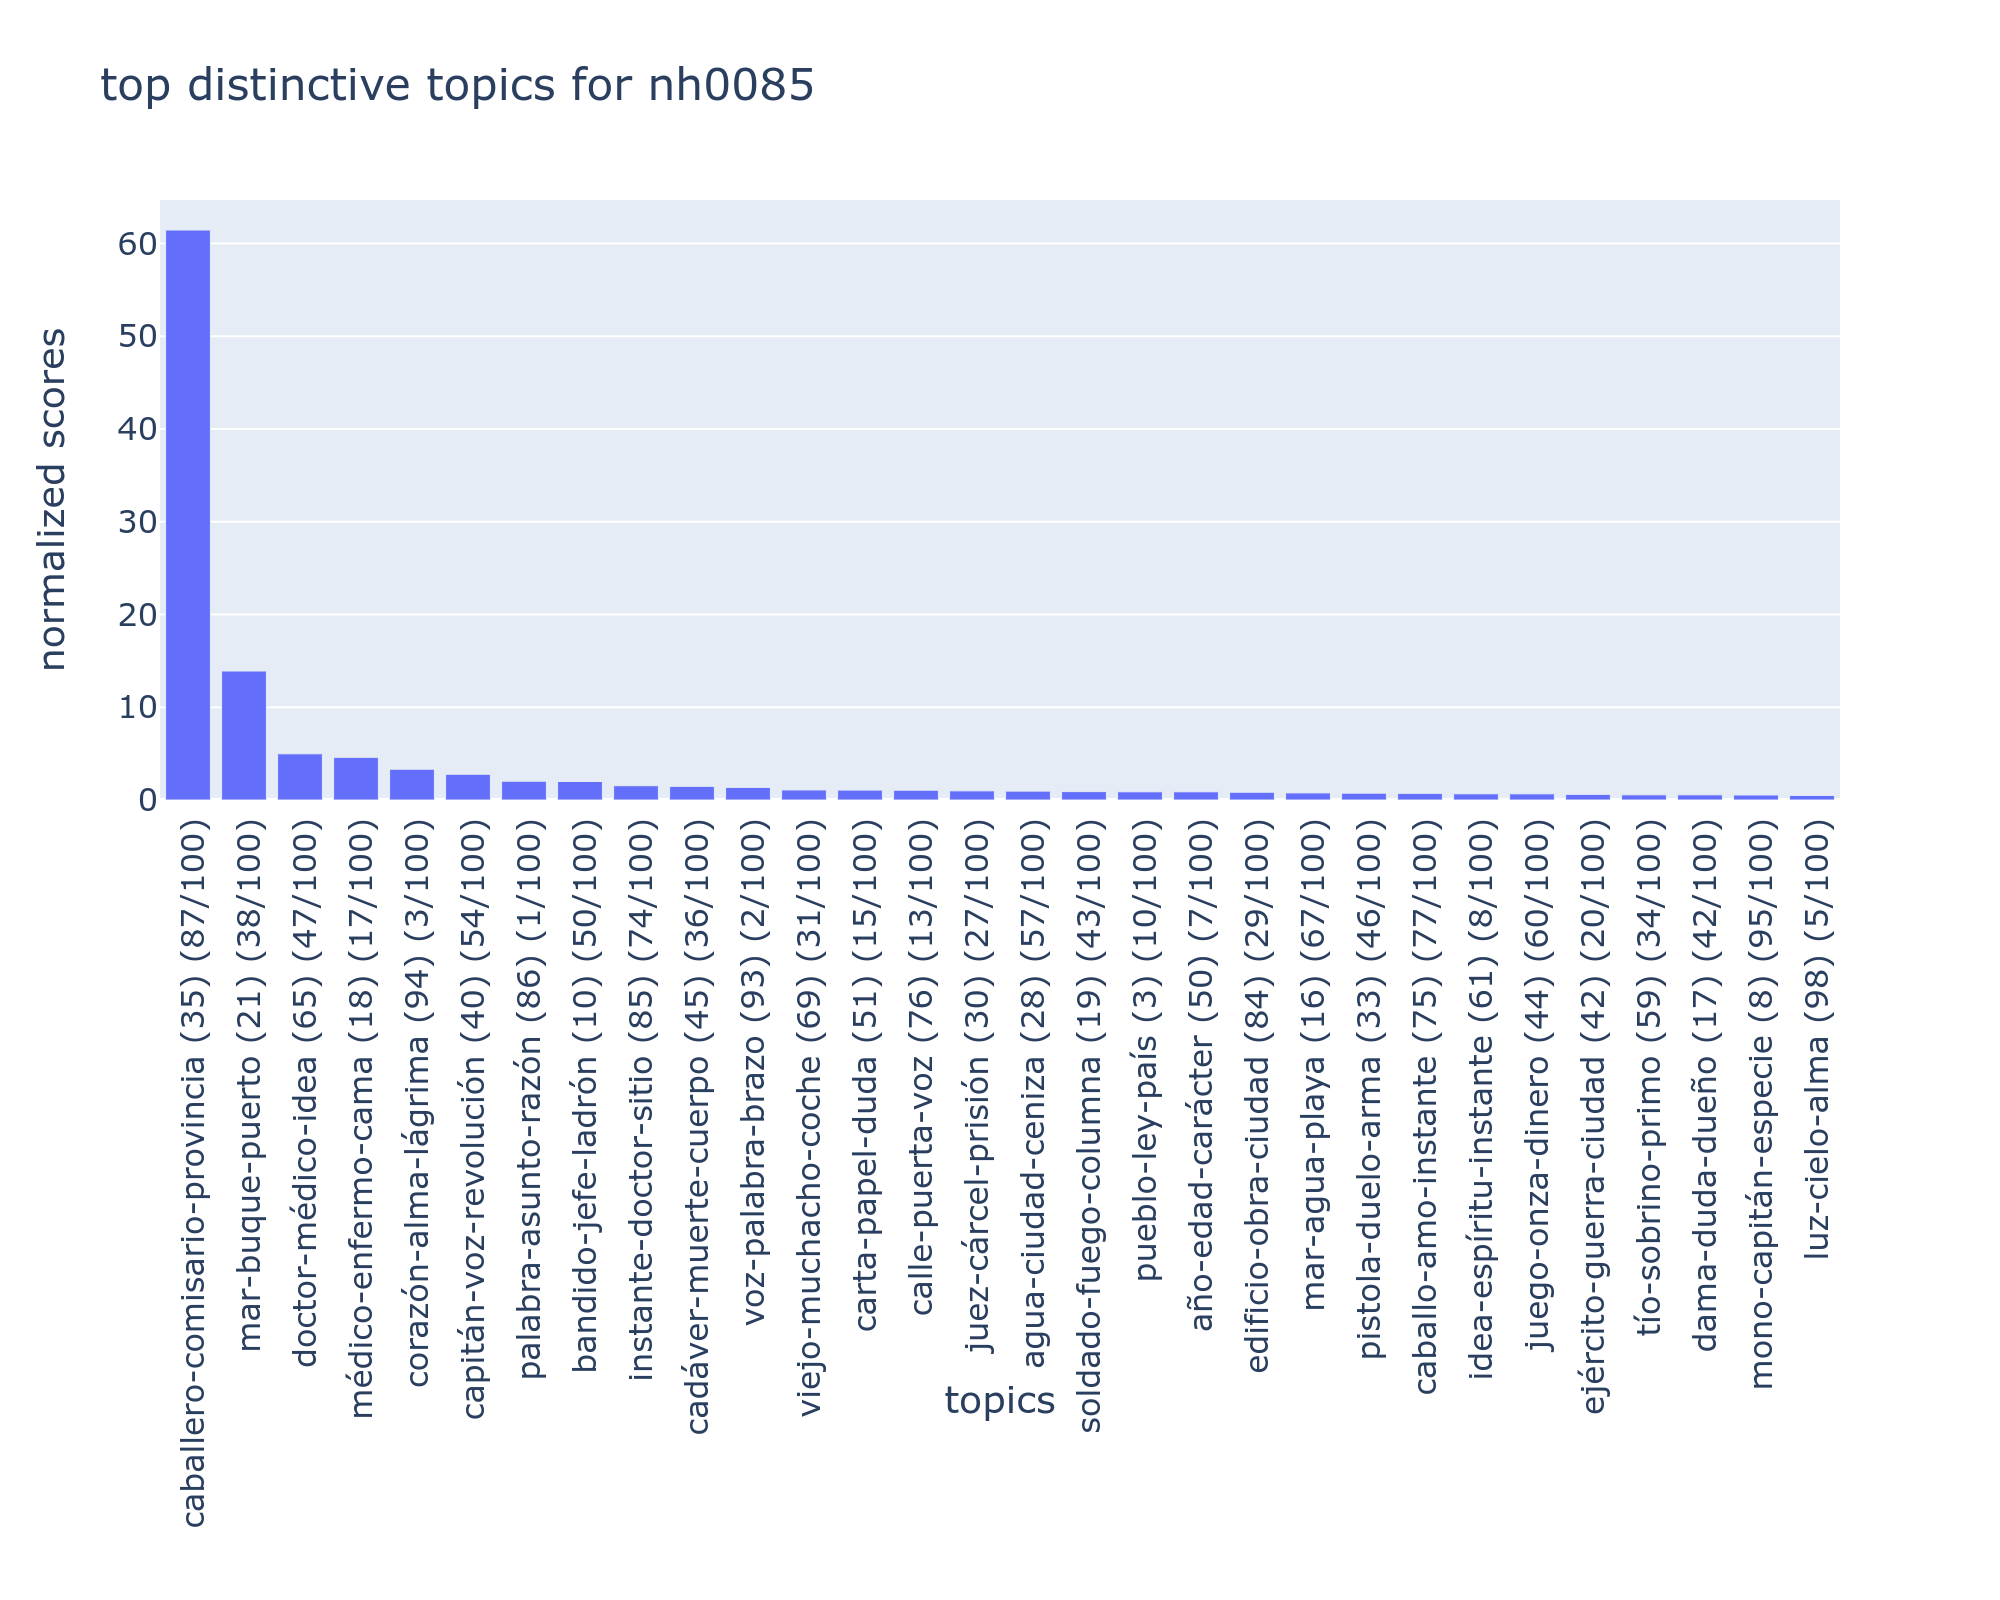 top distinctive topics for nh0085
normalized scores
60
50
40
30
20
10
0
caballero-comisario-provincia (35) (87/100)
mar-buque-puerto (21) (38/100)
doctor-médico-idea (65) (47/100)
médico-enfermo-cama (18) (17/100)
corazón-alma-lágrima (94) (3/100)
capitán-voz-revolución (40) (54/100)
palabra-asunto-razón (86) (1/100)
bandido-jefe-ladrón (10) (50/100)
instante-doctor-sitio (85) (74/100)
cadáver-muerte-cuerpo (45) (36/100)
voz-palabra-brazo (93) (2/100)
viejo-muchacho-coche (69) (31/100)
carta-papel-duda (51) (15/100)
calle-puerta-voz (76) (13/100)
juez-cárcel-prisión (30) (27/100)
agua-ciudad-ceniza (28) (57/100)
soldado-fuego-columna (19) (43/100)
pueblo-ley-país (3) (10/100)
año-edad-carácter (50) (7/100)
edificio-obra-ciudad (84) (29/100)
mar-agua-playa (16) (67/100)
pistola-duelo-arma (33) (46/100)
caballo-amo-instante (75) (77/100)
idea-espíritu-instante (61) (8/100)
juego-onza-dinero (44) (60/100)
ejército-guerra-ciudad (42) (20/100)
tío-sobrino-primo (59) (34/100)
dama-duda-dueño (17) (42/100)
mono-capitán-especie (8) (95/100)
luz-cielo-alma (98) (5/100)
topics